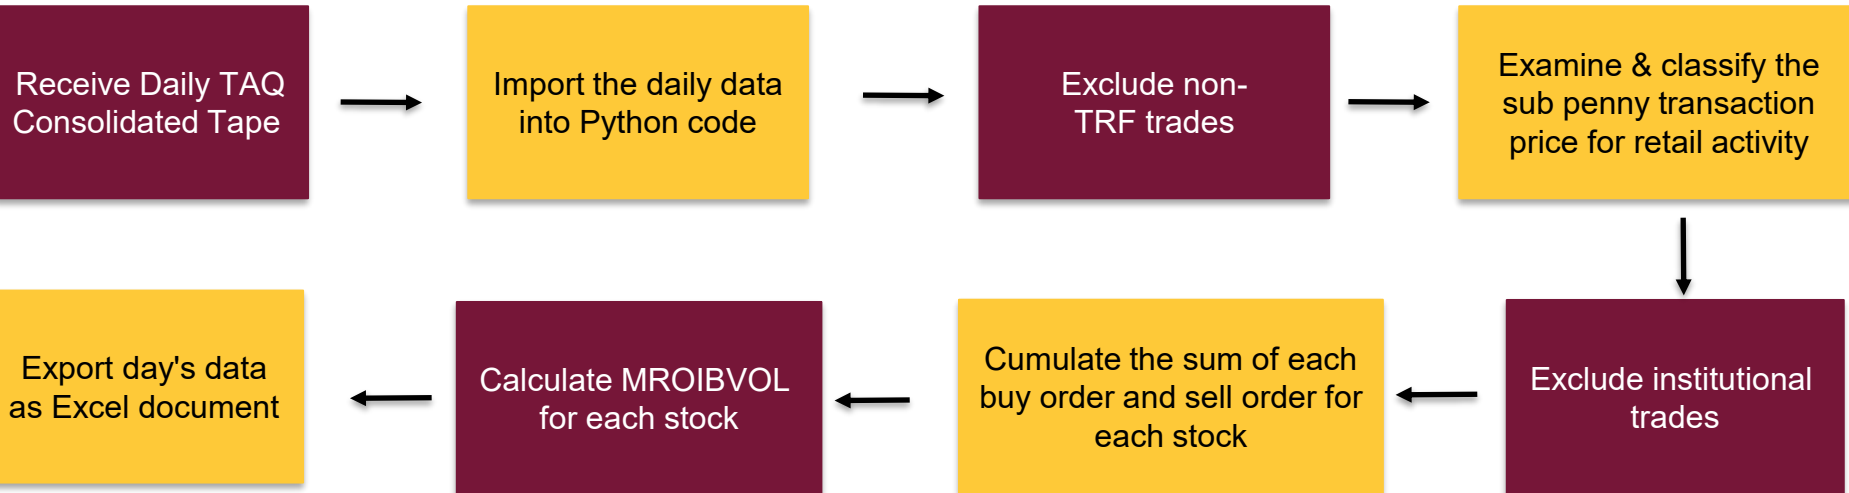 Receive Daily TAQ
Consolidated Tape
Import the daily data
into Python code
Exclude non-
TRF trades
Examine & classify the
sub penny transaction
price for retail activity
Exclude institutional
trades
Cumulate the sum of each
buy order and sell order for
each stock
Calculate MROIBVOL
for each stock
Export day's data
as Excel document